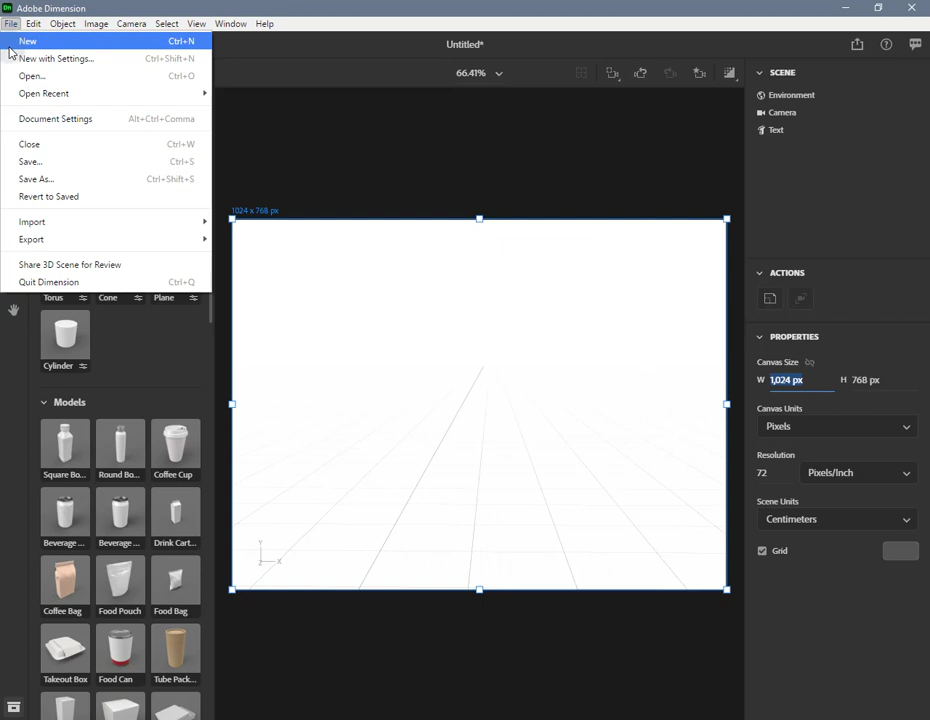 Dn Adobe Dimension
File Edit Object Image Camera Select View Window Help
New Ctrl+N
New with Settings... Ctrl+Shift+N
Open... Ctrl+O
Open Recent
Document Settings Alt+Ctrl+Comma
Close Ctrl+W
Save... Ctrl+S
Save As... Ctrl+Shift+S
Revert to Saved
Import
Export
Share 3D Scene for Review
Quit Dimension Ctrl+Q
Torus Cone Plane
Cylinder
Models
Square Bo... Round Bo... Coffee Cup
Beverage ... Beverage ... Drink Cart...
Coffee Bag Food Pouch Food Bag
Takeout Box Food Can Tube Pack...
Untitled*
66.41%
1024 x 768 px
Y
Z X
SCENE
Environment
Camera
Text
ACTIONS
PROPERTIES
Canvas Size
W 1,024 px H 768 px
Canvas Units
Pixels
Resolution
72 Pixels/Inch
Scene Units
Centimeters
Grid